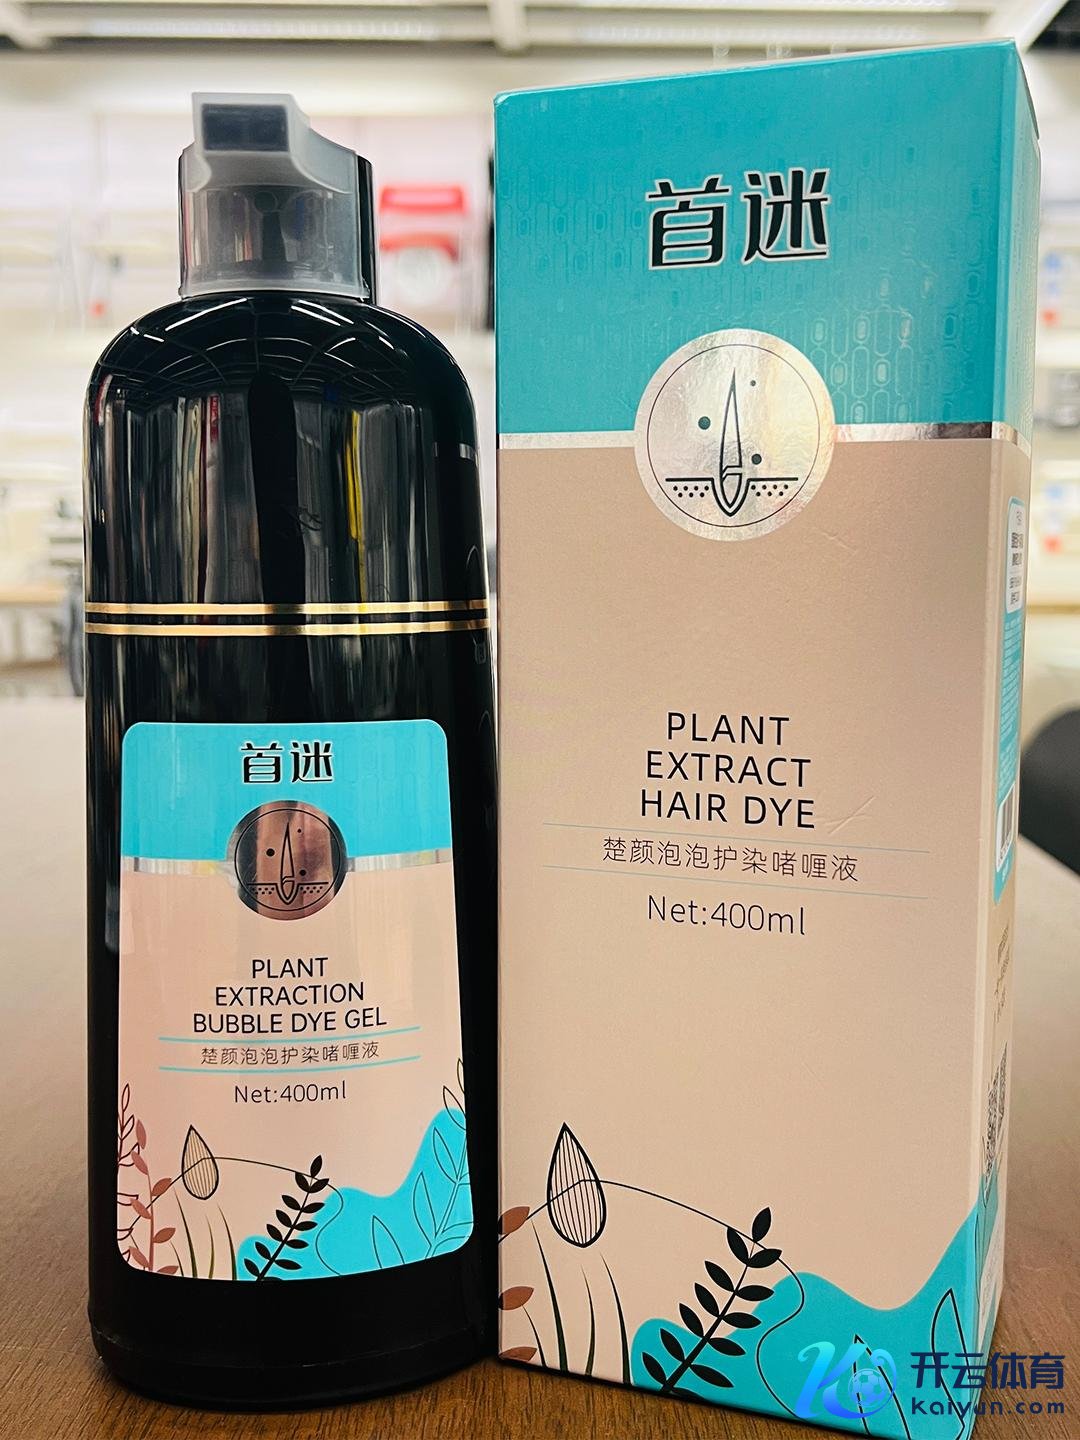 首迷
PLANT
EXTRACTION
BUBBLE DYE GEL
楚颜泡泡护染啫喱液
Net:400ml
首迷
PLANT
EXTRACT
HAIR DYE
楚颜泡泡护染啫喱液
Net:400ml
开云体育
Kaiyun.com